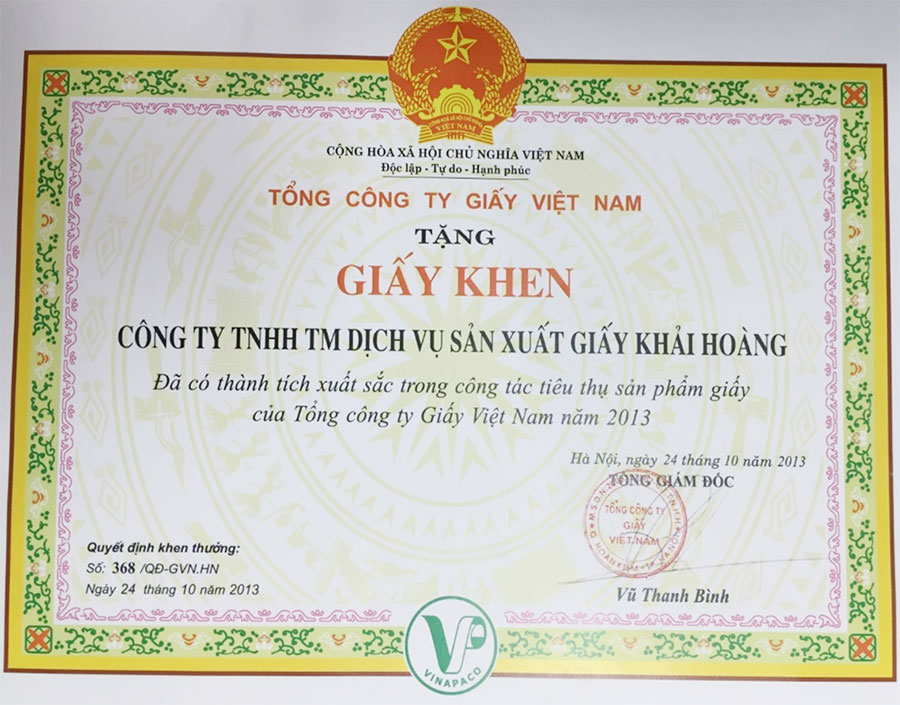 VIỆT NAM
CỘNG HÒA XÃ HỘI CHỦ NGHĨA VIỆT NAM
Độc lập - Tự do - Hạnh phúc
TỔNG CÔNG TY GIẤY VIỆT NAM
TẶNG
GIẤY KHEN
CÔNG TY TNHH TM DỊCH VỤ SẢN XUẤT GIẤY KHẢI HOÀNG
Đã có thành tích xuất sắc trong công tác tiêu thụ sản phẩm giấy
của Tổng công ty Giấy Việt Nam năm 2013
Hà Nội, ngày 24 tháng 10 năm 2013
TỔNG GIÁM ĐỐC
TỔNG CÔNG TY
GIẤY
VIỆT NAM
Vũ Thanh Bình
Quyết định khen thưởng:
Số: 368 /QĐ-GVN.HN
Ngày 24 tháng 10 năm 2013
VP
VINAPACO